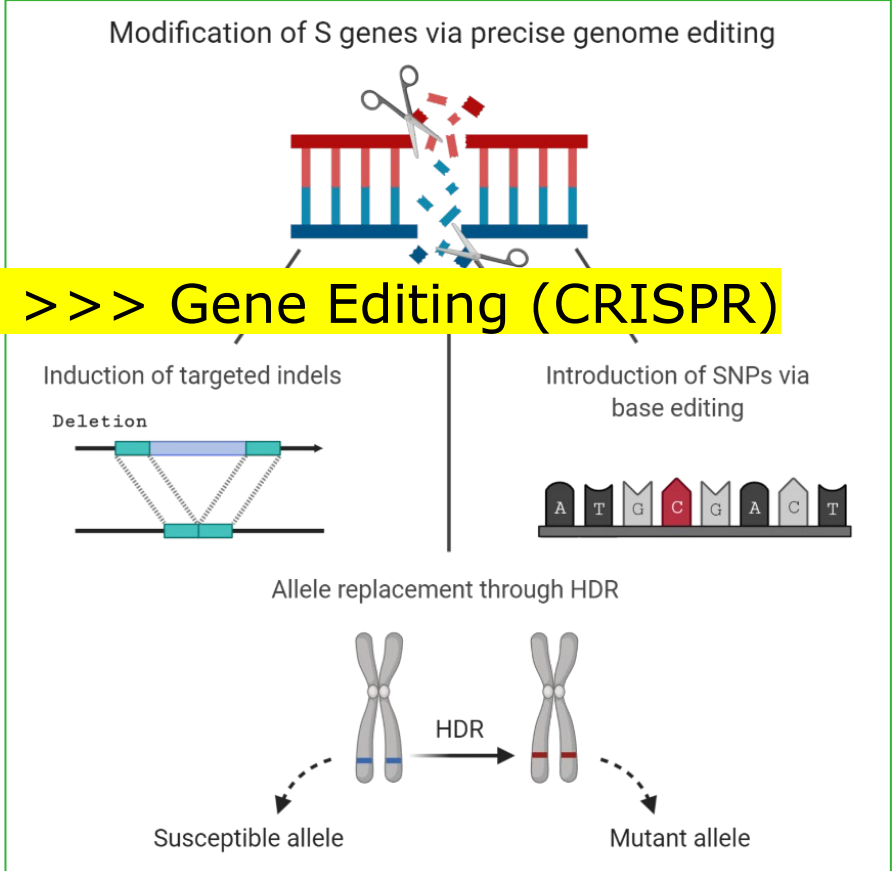 Modification of S genes via precise genome editing
>>> Gene Editing (CRISPR)
Induction of targeted indels
Deletion
Introduction of SNPs via
base editing
A T G C G A C T
Allele replacement through HDR
HDR
Susceptible allele
Mutant allele